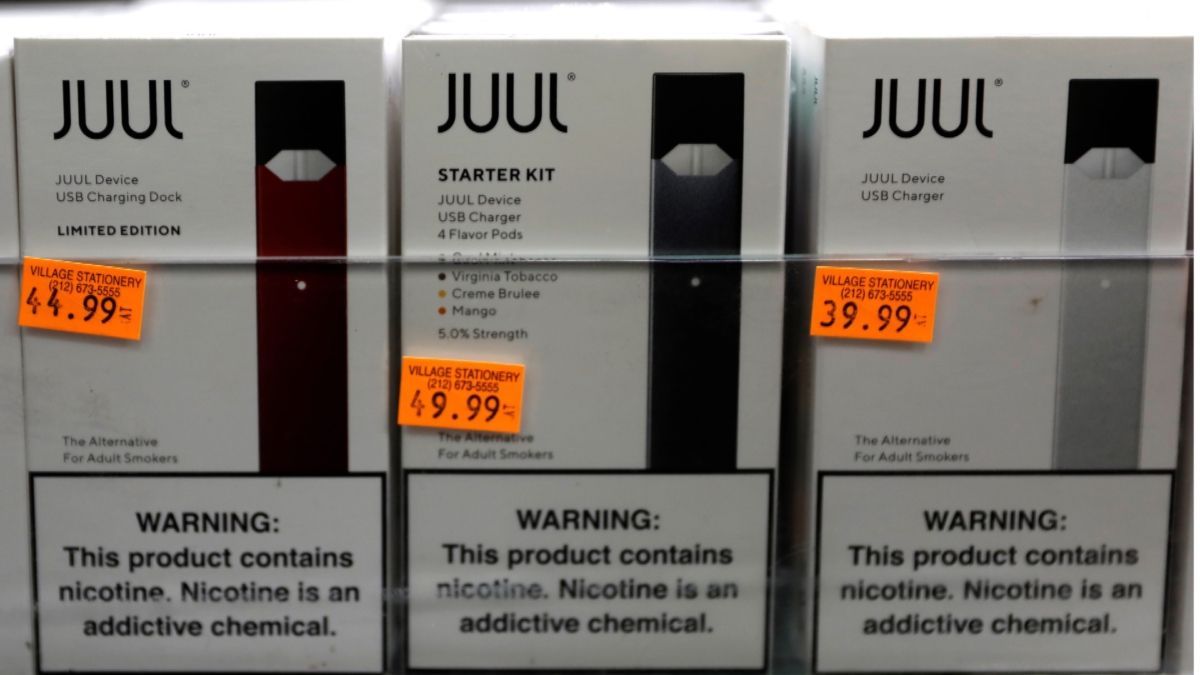 JUUL®
JUUL Device
USB Charging Dock
LIMITED EDITION
VILLAGE STATIONERY
(212) 673-5555
44.99 AT
The Alternative
For Adult Smokers
WARNING:
This product contains
nicotine. Nicotine is an
addictive chemical.
JUUL®
STARTER KIT
JUUL Device
USB Charger
4 Flavor Pods
Virginia Tobacco
Creme Brulee
Mango
5.0% Strength
VILLAGE STATIONERY
(212) 673-5555
49.99 AT
The Alternative
For Adult Smokers
WARNING:
This product contains
nicotine. Nicotine is an
addictive chemical.
JUUL®
JUUL Device
USB Charger
VILLAGE STATIONERY
(212) 673-5555
39.99 AT
The Alternative
For Adult Smokers
WARNING:
This product contains
nicotine. Nicotine is an
addictive chemical.